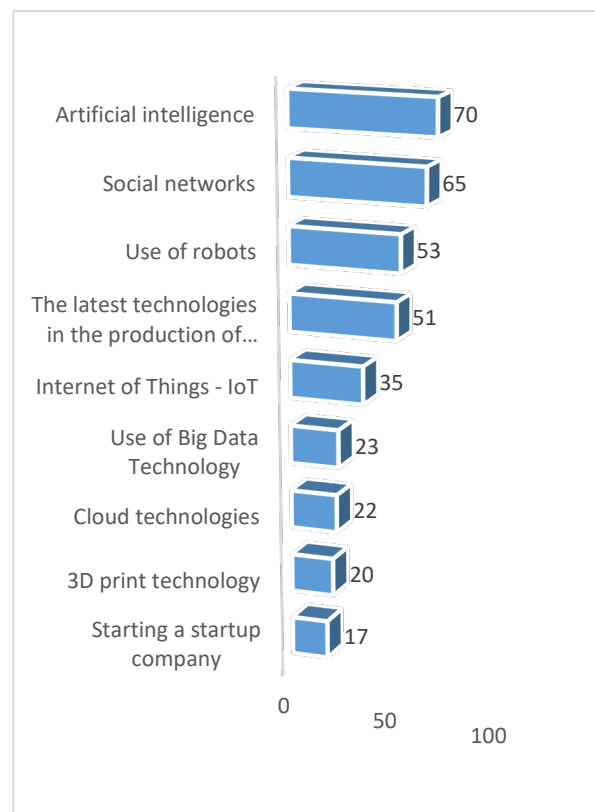 Artificial intelligence 70
Social networks 65
Use of robots 53
The latest technologies
in the production of... 51
Internet of Things - IoT 35
Use of Big Data
Technology 23
Cloud technologies 22
3D print technology 20
Starting a startup
company 17
0
50
100